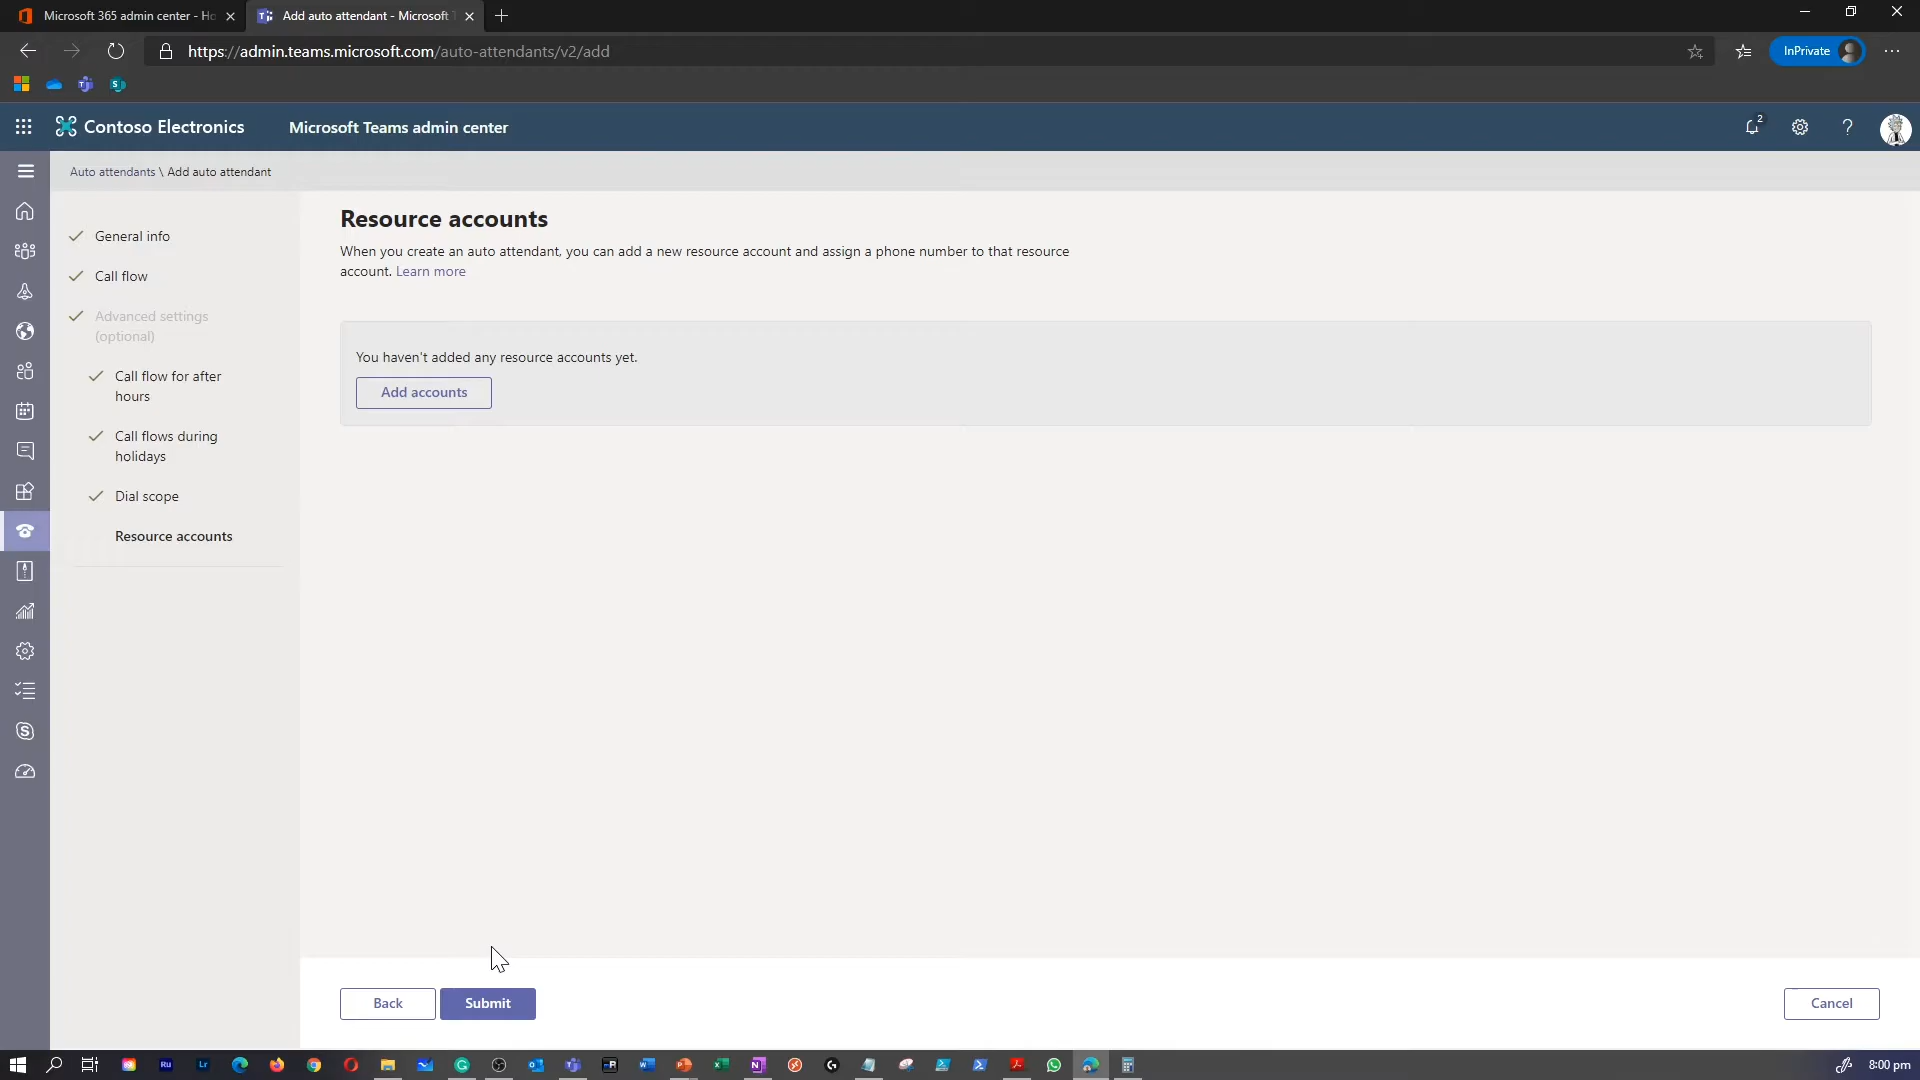 Microsoft 365 admin center - Ho
Add auto attendant - Microsoft T
https://admin.teams.microsoft.com/auto-attendants/v2/add
InPrivate
Contoso Electronics
Microsoft Teams admin center
2
Auto attendants \ Add auto attendant
General info
Call flow
Advanced settings
(optional)
Call flow for after
hours
Call flows during
holidays
Dial scope
Resource accounts
Resource accounts
When you create an auto attendant, you can add a new resource account and assign a phone number to that resource
account. Learn more
You haven't added any resource accounts yet.
Add accounts
Back
Submit
Cancel
8:00 pm